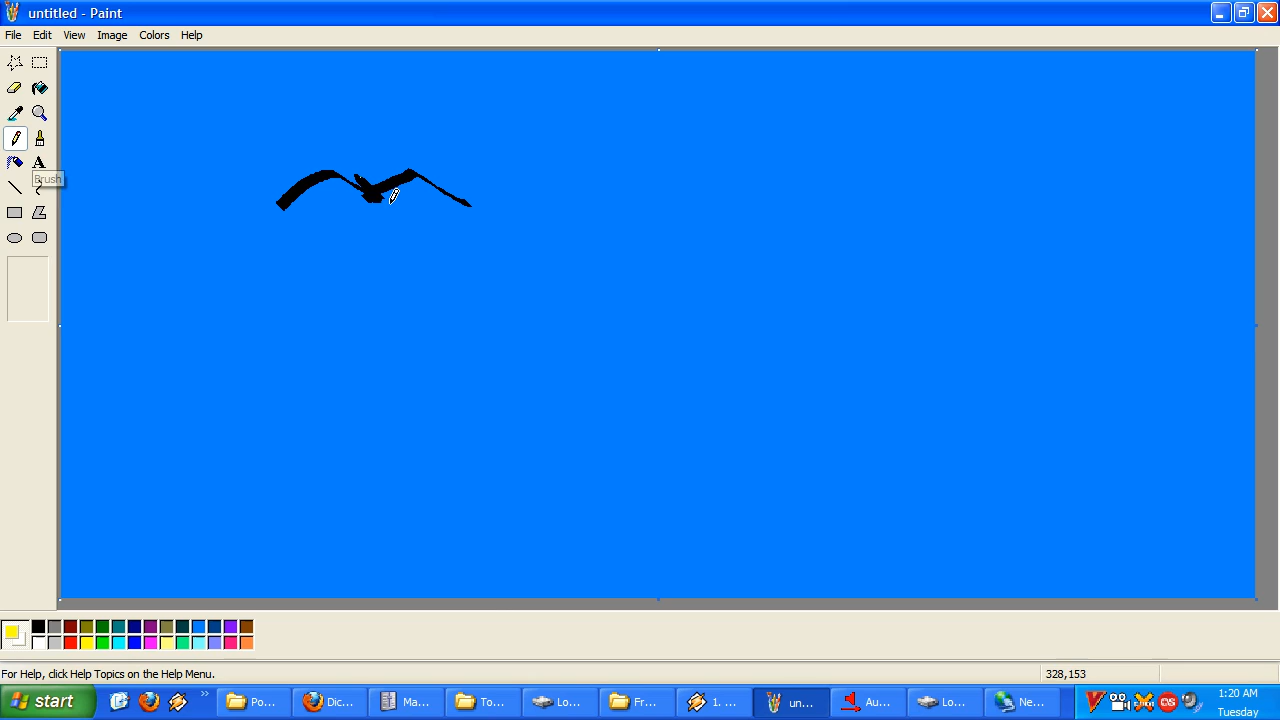 untitled - Paint
File Edit View Image Colors Help
A
Brush
For Help, click Help Topics on the Help Menu.
328,153
start
»
Po...
Dic...
Ma...
To...
Lo...
Fr...
1. ...
un...
Au...
Lo...
Ne...
1:20 AM
Tuesday